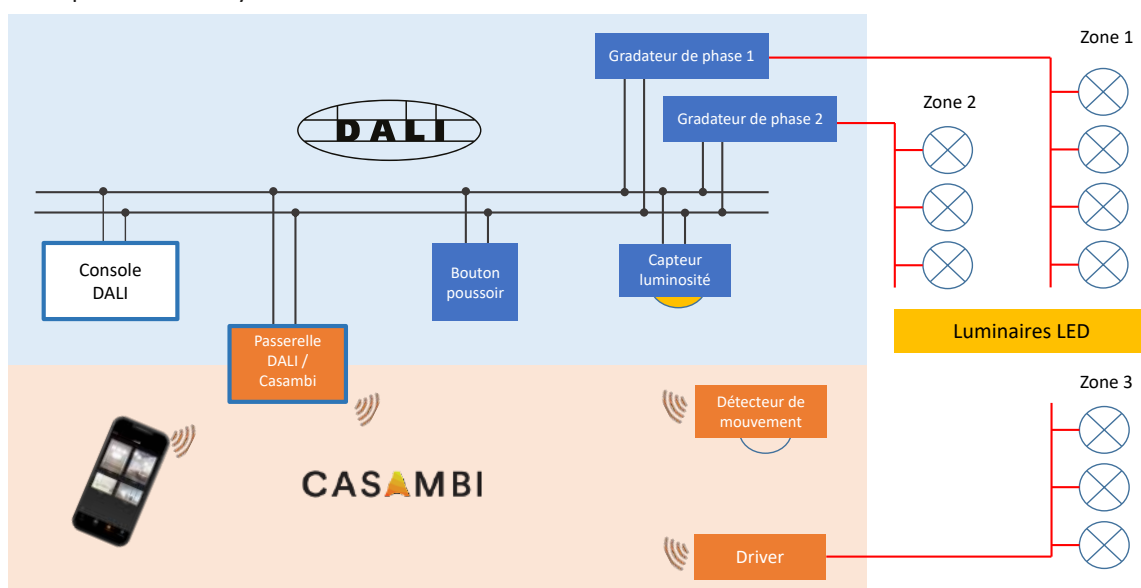 Gradateur de phase 1
Zone 1
Zone 2
Gradateur de phase 2
DALI
Console
DALI
Bouton
poussoir
Capteur
luminosité
Passerelle
DALI /
Casambi
Luminaires LED
Zone 3
Détecteur de
mouvement
CASAMBI
Driver